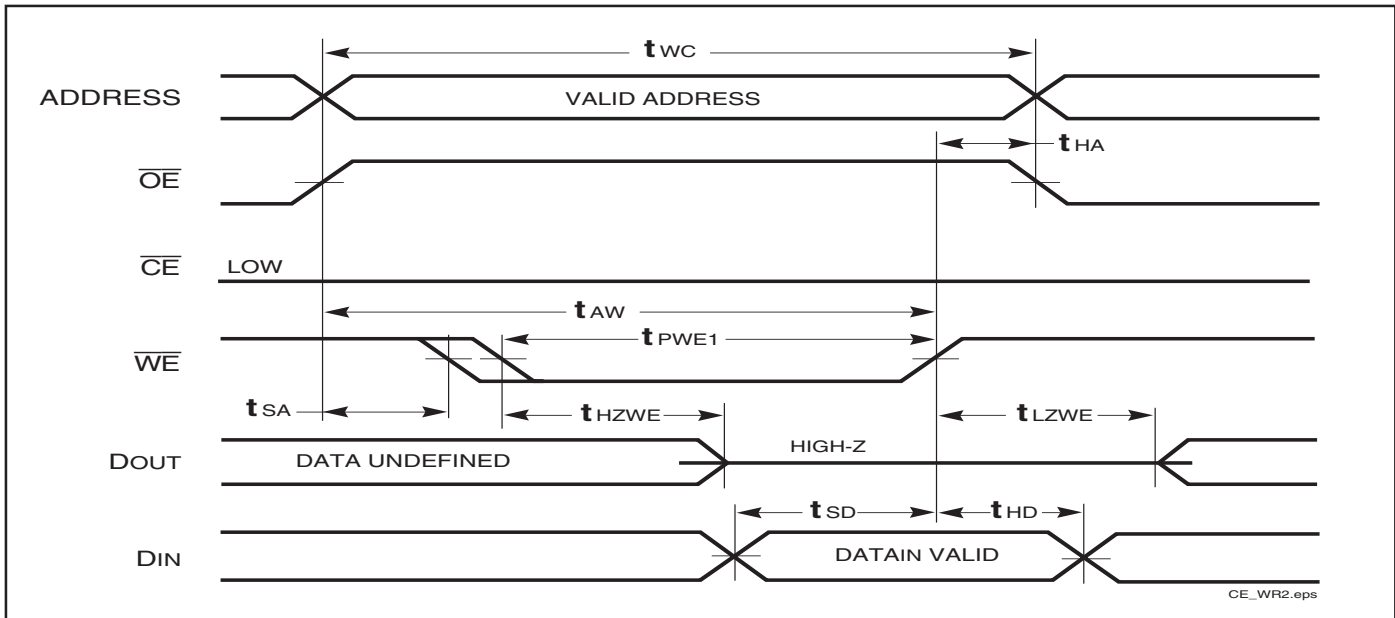 tWC
ADDRESS
VALID ADDRESS
tHA
OE
CE
LOW
tAW
WE
tPWE1
tSA
tHZWE
tLZWE
DOUT
DATA UNDEFINED
HIGH-Z
tSD
tHD
DIN
DATAIN VALID
CE_WR2.eps